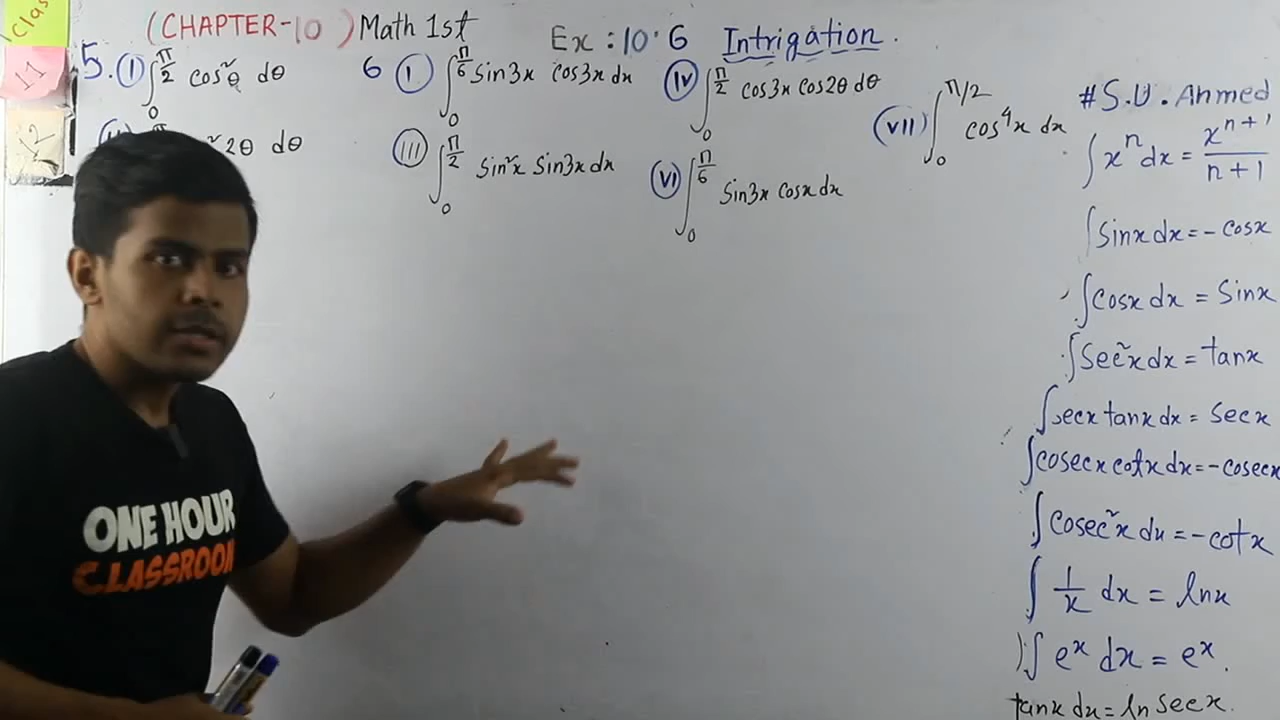 Clas
11
12
(CHAPTER-10) Math 1st
Ex: 10.6 Intrigation.
5. (i) ∫₀^{π/2} cos²θ dθ
2θ dθ
6 (i) ∫₀^{π/6} sin3x cos3x dx
(iii) ∫₀^{π/2} sin²x sin3x dx
(iv) ∫₀^{π/2} cos3x cos2θ dθ
(vi) ∫₀^{π/6} sin3x cosx dx
(vii) ∫₀^{π/2} cos⁴x dx
#S.U.Ahmed
∫xⁿdx = xⁿ⁺¹/n+1
∫sinx dx = -cosx
∫cosx dx = sinx
∫sec²x dx = tanx
∫secx tanx dx = secx
∫cosecx cotx dx = -cosecx
∫cosec²x dx = -cotx
∫1/x dx = lnx
∫eˣ dx = eˣ.
tanx dx = ln secx.
ONE HOUR
CLASSROOM